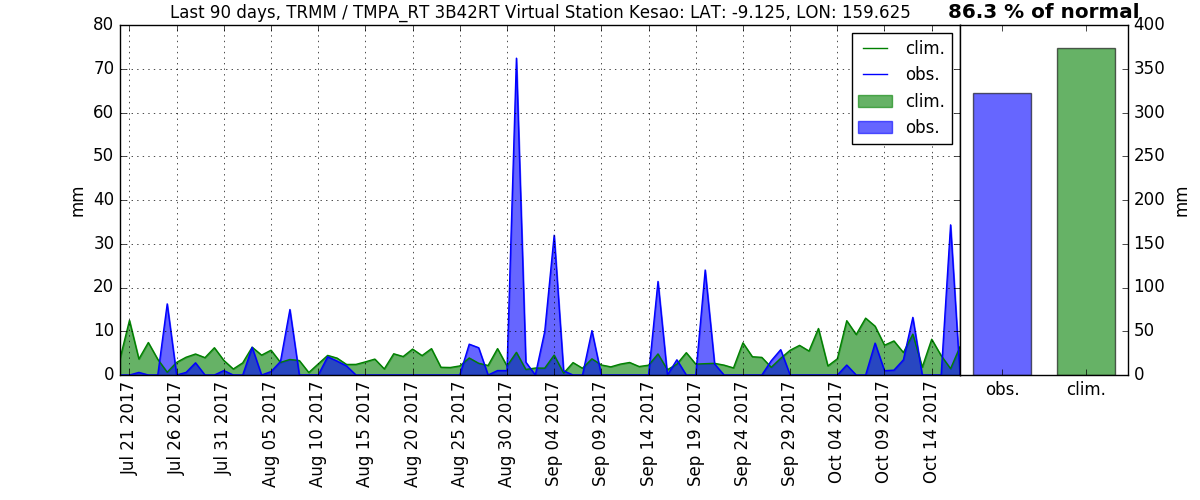 Last 90 days, TRMM / TMPA_RT 3B42RT Virtual Station Kesao: LAT: -9.125, LON: 159.625
86.3 % of normal
80
70
60
50
40
30
20
10
0
mm
clim.
obs.
clim.
obs.
400
350
300
250
200
150
100
50
0
mm
Jul 21 2017
Jul 26 2017
Jul 31 2017
Aug 05 2017
Aug 10 2017
Aug 15 2017
Aug 20 2017
Aug 25 2017
Aug 30 2017
Sep 04 2017
Sep 09 2017
Sep 14 2017
Sep 19 2017
Sep 24 2017
Sep 29 2017
Oct 04 2017
Oct 09 2017
Oct 14 2017
obs.
clim.